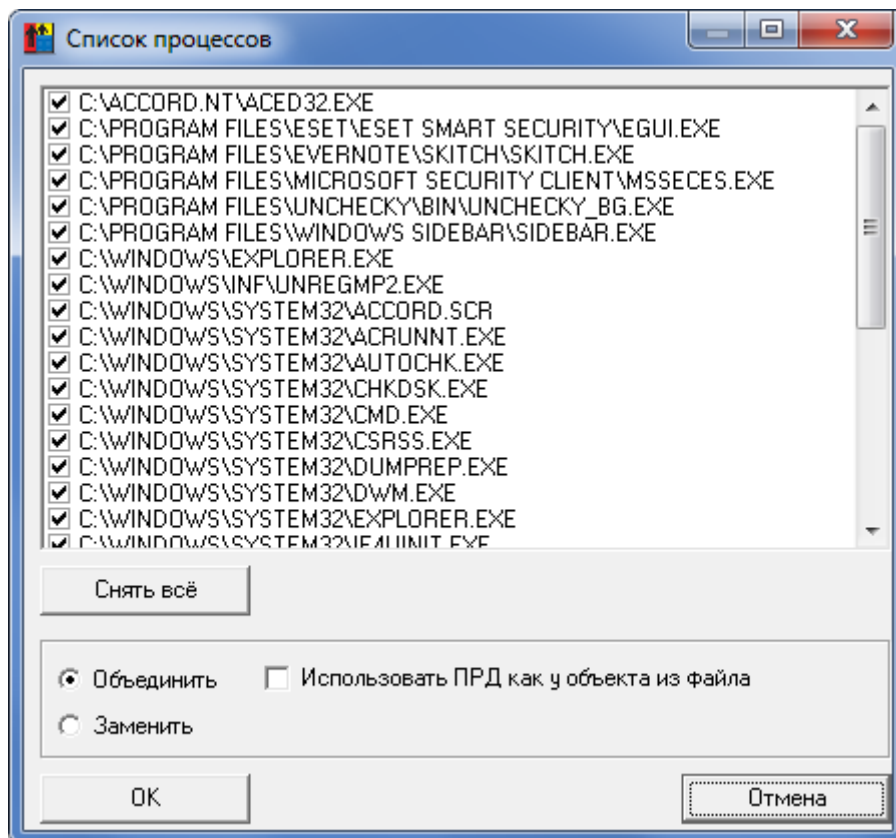 Список процессов
C:\ACCORD.NT\ACED32.EXE
C:\PROGRAM FILES\ESET\ESET SMART SECURITY\EGUI.EXE
C:\PROGRAM FILES\EVERNOTE\SKITCH\SKITCH.EXE
C:\PROGRAM FILES\MICROSOFT SECURITY CLIENT\MSSECES.EXE
C:\PROGRAM FILES\UNCHECKY\BIN\UNCHECKY_BG.EXE
C:\PROGRAM FILES\WINDOWS SIDEBAR\SIDEBAR.EXE
C:\WINDOWS\EXPLORER.EXE
C:\WINDOWS\INF\UNREGMP2.EXE
C:\WINDOWS\SYSTEM32\ACCORD.SCR
C:\WINDOWS\SYSTEM32\ACRUNNT.EXE
C:\WINDOWS\SYSTEM32\AUTOCHK.EXE
C:\WINDOWS\SYSTEM32\CHKDSK.EXE
C:\WINDOWS\SYSTEM32\CMD.EXE
C:\WINDOWS\SYSTEM32\CSRSS.EXE
C:\WINDOWS\SYSTEM32\DUMPREP.EXE
C:\WINDOWS\SYSTEM32\DWM.EXE
C:\WINDOWS\SYSTEM32\EXPLORER.EXE
C:\WINDOWS\SYSTEM32\IE4UINIT.EXE
Снять всё
Объединить Использовать ПРД как у объекта из файла
Заменить
OK Отмена